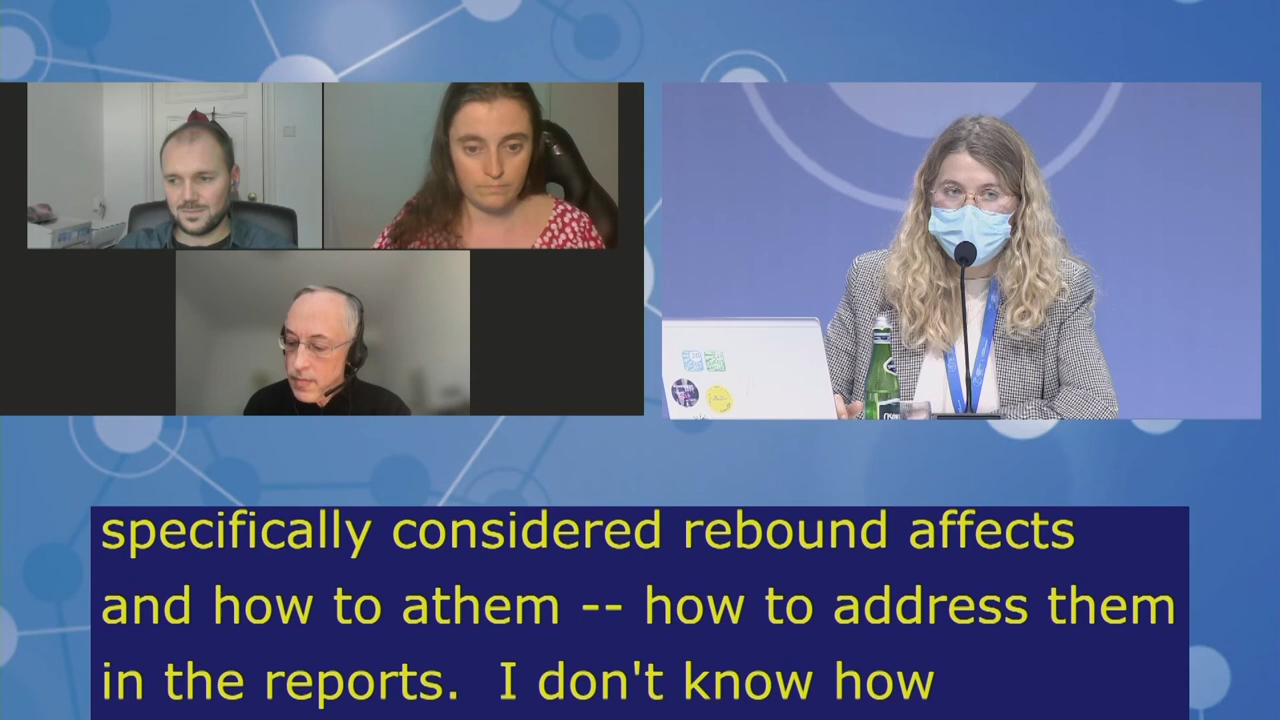 specifically considered rebound affects
and how to athem -- how to address them
in the reports.  I don't know how